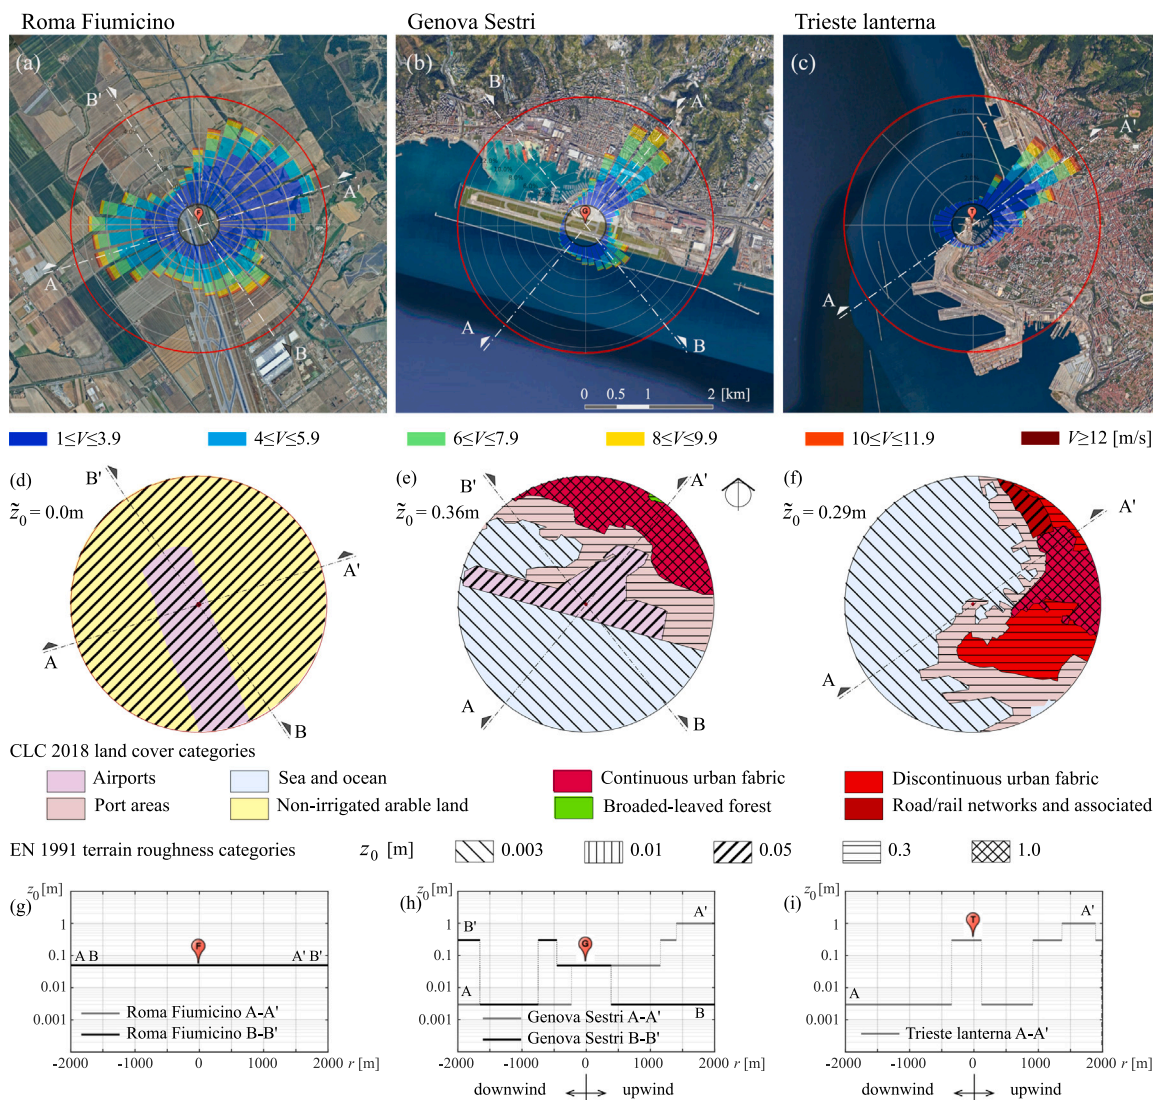 Roma Fiumicino
Genova Sestri
Trieste lanterna
(a)
B'
A'
A
B
F
(b)
B'
A'
A
B
G
0 0.5 1 2 [km]
(c)
A'
A
T
1≤V≤3.9
4≤V≤5.9
6≤V≤7.9
8≤V≤9.9
10≤V≤11.9
V≥12 [m/s]
(d)
z̃0 = 0.0m
B'
A'
A
B
(e)
z̃0 = 0.36m
B'
A'
A
B
(f)
z̃0 = 0.29m
A'
A
CLC 2018 land cover categories
Airports
Sea and ocean
Continuous urban fabric
Discontinuous urban fabric
Port areas
Non-irrigated arable land
Broaded-leaved forest
Road/rail networks and associated
EN 1991 terrain roughness categories
z0 [m]
0.003
0.01
0.05
0.3
1.0
(g)
z0 [m]
1
0.1
0.01
0.001
A B
A' B'
F
Roma Fiumicino A-A'
Roma Fiumicino B-B'
-2000 -1000 0 1000 2000 r [m]
(h)
z0 [m]
1
0.1
0.01
0.001
B'
A'
A
B
G
Genova Sestri A-A'
Genova Sestri B-B'
-2000 -1000 0 1000 2000 r [m]
downwind
upwind
(i)
z0 [m]
1
0.1
0.01
0.001
A
T
Trieste lanterna A-A'
-2000 -1000 0 1000 2000 r [m]
downwind
upwind